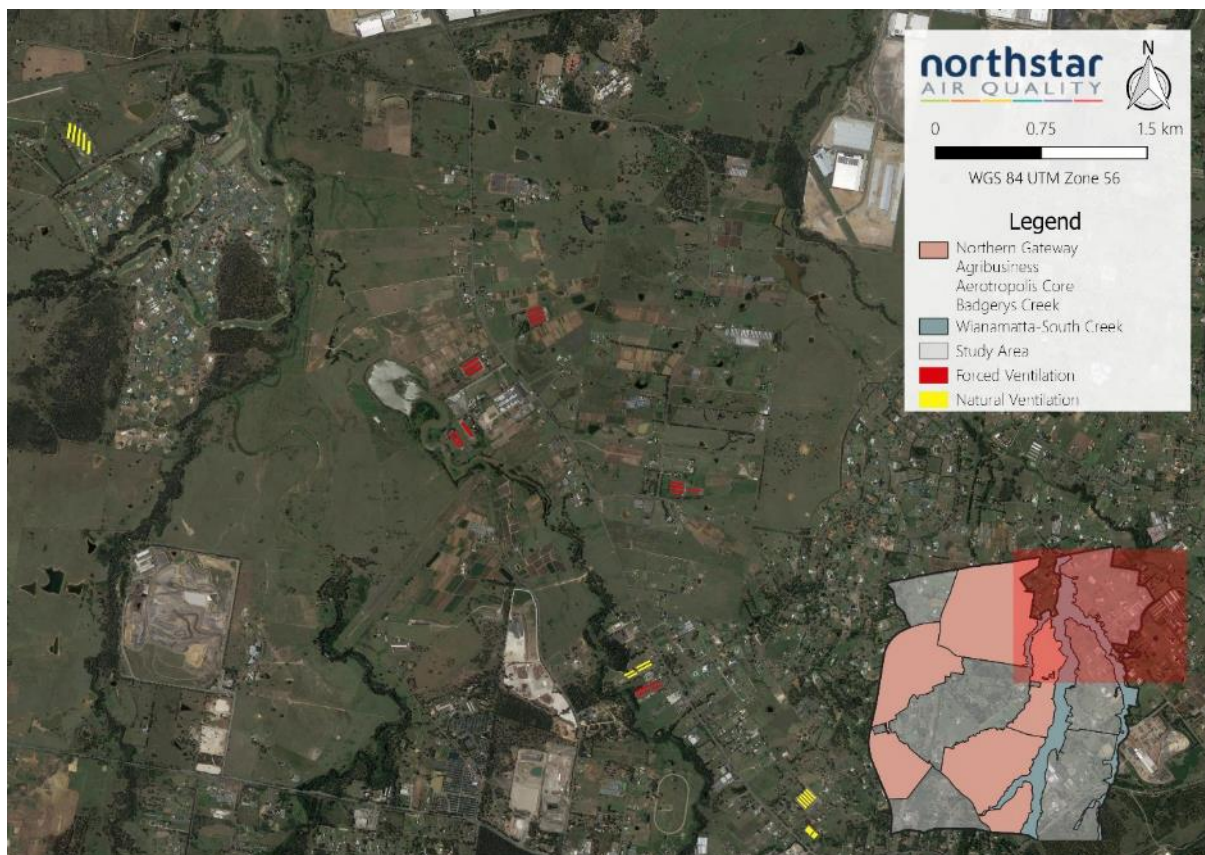 northstar
AIR QUALITY
N
0 0.75 1.5 km
WGS 84 UTM Zone 56
Legend
Northern Gateway
Agribusiness
Aerotropolis Core
Badgerys Creek
Wianamatta-South Creek
Study Area
Forced Ventilation
Natural Ventilation